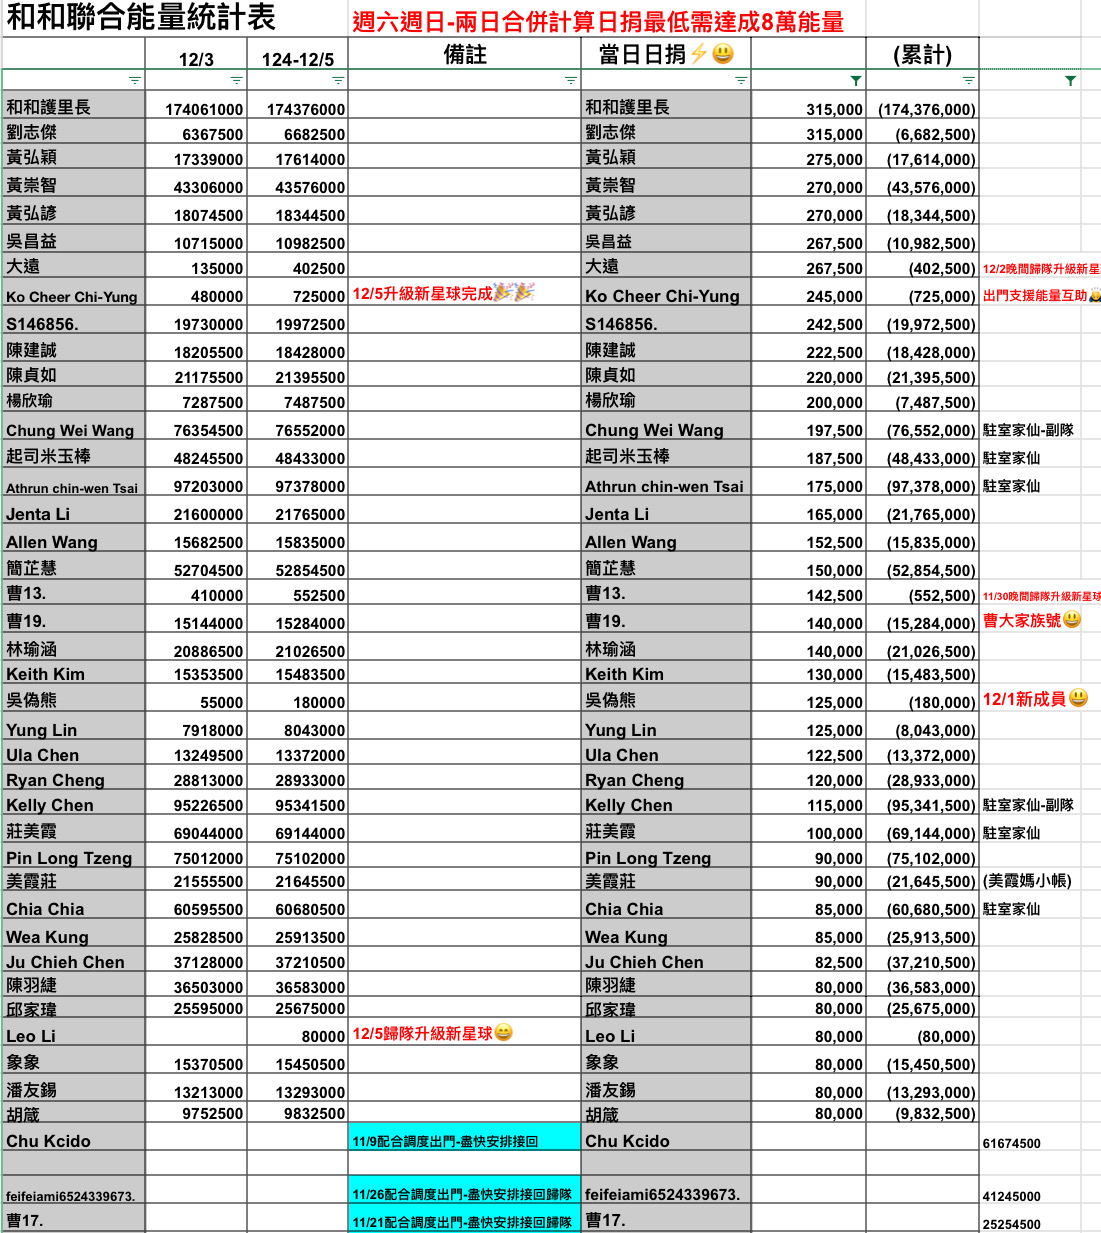 和和聯合能量統計表 週六週日-兩日合併計算日捐最低需達成8萬能量
12/3 124-12/5 備註 當日日捐⚡😃 (累計)
和和護里長 174061000 174376000 和和護里長 315,000 (174,376,000)
劉志傑 6367500 6682500 劉志傑 315,000 (6,682,500)
黃弘穎 17339000 17614000 黃弘穎 275,000 (17,614,000)
黃崇智 43306000 43576000 黃崇智 270,000 (43,576,000)
黃弘諺 18074500 18344500 黃弘諺 270,000 (18,344,500)
吳昌益 10715000 10982500 吳昌益 267,500 (10,982,500)
大遠 135000 402500 大遠 267,500 (402,500) 12/2晚間歸隊升級新星
Ko Cheer Chi-Yung 480000 725000 12/5升級新星球完成🎉🎉 Ko Cheer Chi-Yung 245,000 (725,000) 出門支援能量互助
S146856. 19730000 19972500 S146856. 242,500 (19,972,500)
陳建誠 18205500 18428000 陳建誠 222,500 (18,428,000)
陳貞如 21175500 21395500 陳貞如 220,000 (21,395,500)
楊欣瑜 7287500 7487500 楊欣瑜 200,000 (7,487,500)
Chung Wei Wang 76354500 76552000 Chung Wei Wang 197,500 (76,552,000) 駐室家仙-副隊
起司米玉棒 48245500 48433000 起司米玉棒 187,500 (48,433,000) 駐室家仙
Athrun chin-wen Tsai 97203000 97378000 Athrun chin-wen Tsai 175,000 (97,378,000) 駐室家仙
Jenta Li 21600000 21765000 Jenta Li 165,000 (21,765,000)
Allen Wang 15682500 15835000 Allen Wang 152,500 (15,835,000)
簡芷慧 52704500 52854500 簡芷慧 150,000 (52,854,500)
曹13. 410000 552500 曹13. 142,500 (552,500) 11/30晚間歸隊升級新星球
曹19. 15144000 15284000 曹19. 140,000 (15,284,000) 曹大家族號😃
林瑜涵 20886500 21026500 林瑜涵 140,000 (21,026,500)
Keith Kim 15353500 15483500 Keith Kim 130,000 (15,483,500)
吳偽熊 55000 180000 吳偽熊 125,000 (180,000) 12/1新成員😃
Yung Lin 7918000 8043000 Yung Lin 125,000 (8,043,000)
Ula Chen 13249500 13372000 Ula Chen 122,500 (13,372,000)
Ryan Cheng 28813000 28933000 Ryan Cheng 120,000 (28,933,000)
Kelly Chen 95226500 95341500 Kelly Chen 115,000 (95,341,500) 駐室家仙-副隊
莊美霞 69044000 69144000 莊美霞 100,000 (69,144,000) 駐室家仙
Pin Long Tzeng 75012000 75102000 Pin Long Tzeng 90,000 (75,102,000)
美霞莊 21555500 21645500 美霞莊 90,000 (21,645,500) (美霞媽小帳)
Chia Chia 60595500 60680500 Chia Chia 85,000 (60,680,500) 駐室家仙
Wea Kung 25828500 25913500 Wea Kung 85,000 (25,913,500)
Ju Chieh Chen 37128000 37210500 Ju Chieh Chen 82,500 (37,210,500)
陳羽緁 36503000 36583000 陳羽緁 80,000 (36,583,000)
邱家瑋 25595000 25675000 邱家瑋 80,000 (25,675,000)
Leo Li 80000 12/5歸隊升級新星球😄 Leo Li 80,000 (80,000)
象象 15370500 15450500 象象 80,000 (15,450,500)
潘友錫 13213000 13293000 潘友錫 80,000 (13,293,000)
胡箴 9752500 9832500 胡箴 80,000 (9,832,500)
Chu Kcido 11/9配合調度出門-盡快安排接回 Chu Kcido 61674500
feifeiami6524339673. 11/26配合調度出門-盡快安排接回歸隊 feifeiami6524339673. 41245000
曹17. 11/21配合調度出門-盡快安排接回歸隊 曹17. 25254500